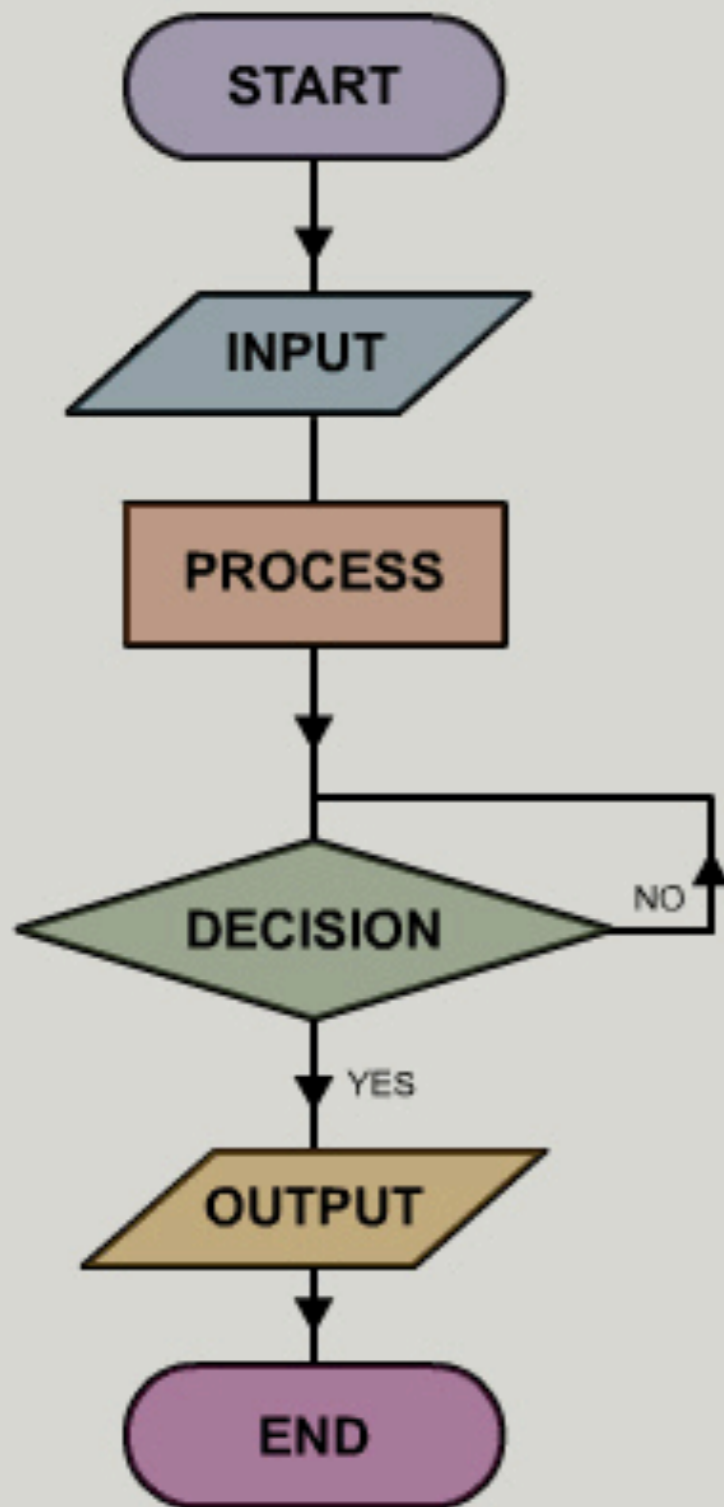 START
INPUT
PROCESS
DECISION
NO
YES
OUTPUT
END